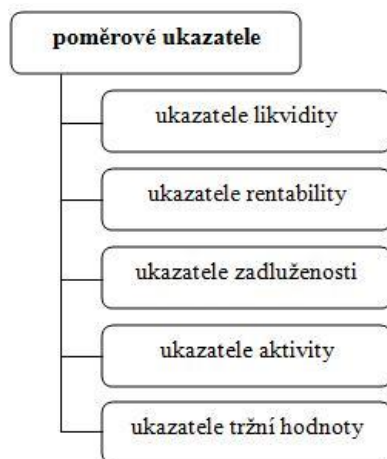 poměrové ukazatele
ukazatele likvidity
ukazatele rentability
ukazatele zadluženosti
ukazatele aktivity
ukazatele tržní hodnoty